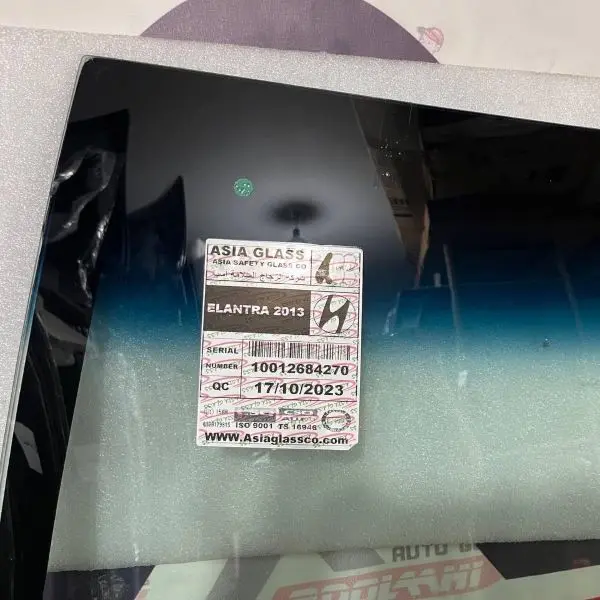 ASIA GLASS
ASIA SAFETY GLASS CO
ELANTRA 2013
SERIAL
NUMBER 10012684270
QC 17/10/2023
ISO 9001 TS 16949
www.Asiaglassco.com
AUTO